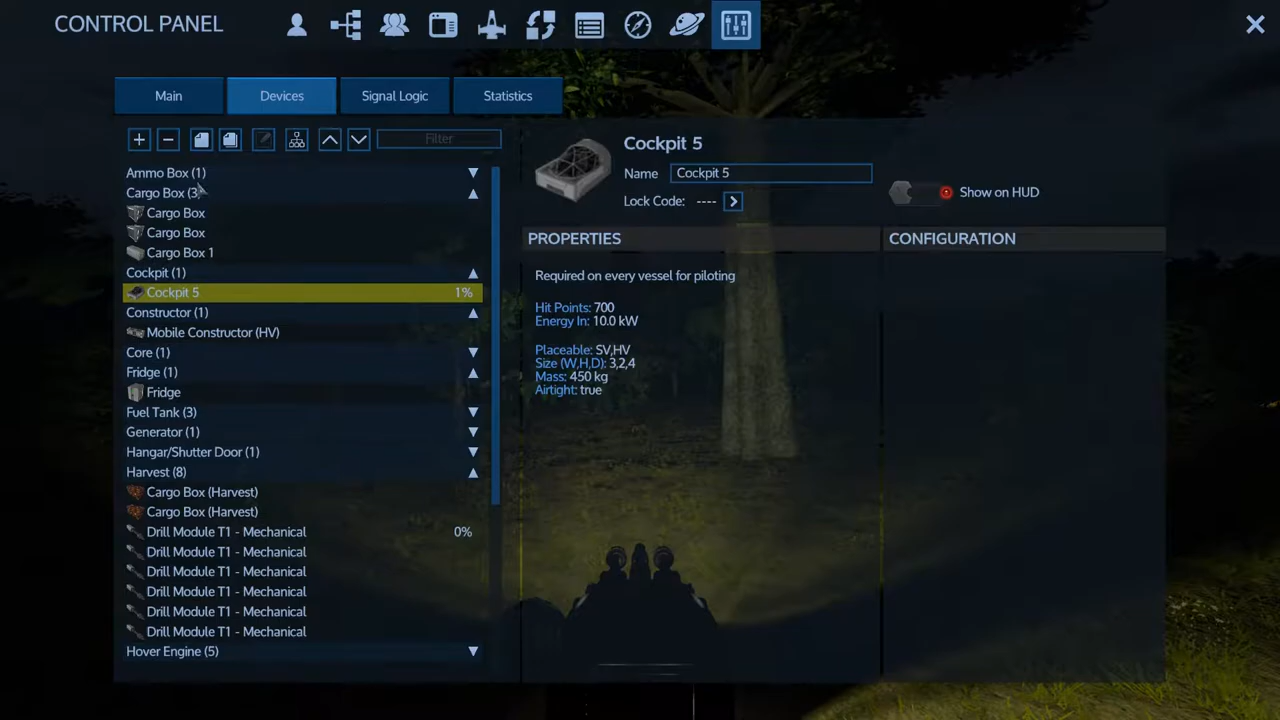 CONTROL PANEL
Main
Devices
Signal Logic
Statistics
Filter
Ammo Box (1)
Cargo Box (3)
Cargo Box
Cargo Box
Cargo Box 1
Cockpit (1)
Cockpit 5 1%
Constructor (1)
Mobile Constructor (HV)
Core (1)
Fridge (1)
Fridge
Fuel Tank (3)
Generator (1)
Hangar/Shutter Door (1)
Harvest (8)
Cargo Box (Harvest)
Cargo Box (Harvest)
Drill Module T1 - Mechanical 0%
Drill Module T1 - Mechanical
Drill Module T1 - Mechanical
Drill Module T1 - Mechanical
Drill Module T1 - Mechanical
Drill Module T1 - Mechanical
Hover Engine (5)
Cockpit 5
Name Cockpit 5
Lock Code: ----
Show on HUD
PROPERTIES
Required on every vessel for piloting
Hit Points: 700
Energy In: 10.0 kW
Placeable: SV,HV
Size (W,H,D): 3,2,4
Mass: 450 kg
Airtight: true
CONFIGURATION